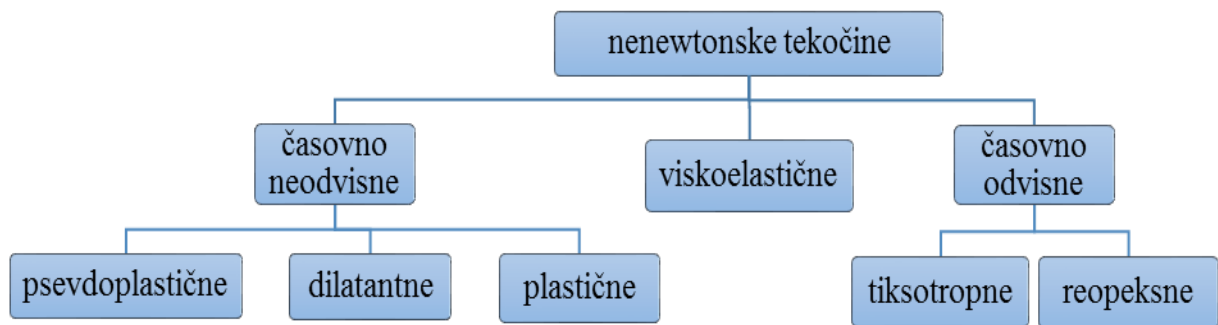 nenewtonske tekočine
časovno
neodvisne
viskoelastične
časovno
odvisne
psevdoplastične
dilatantne
plastične
tiksotropne
reopeksne